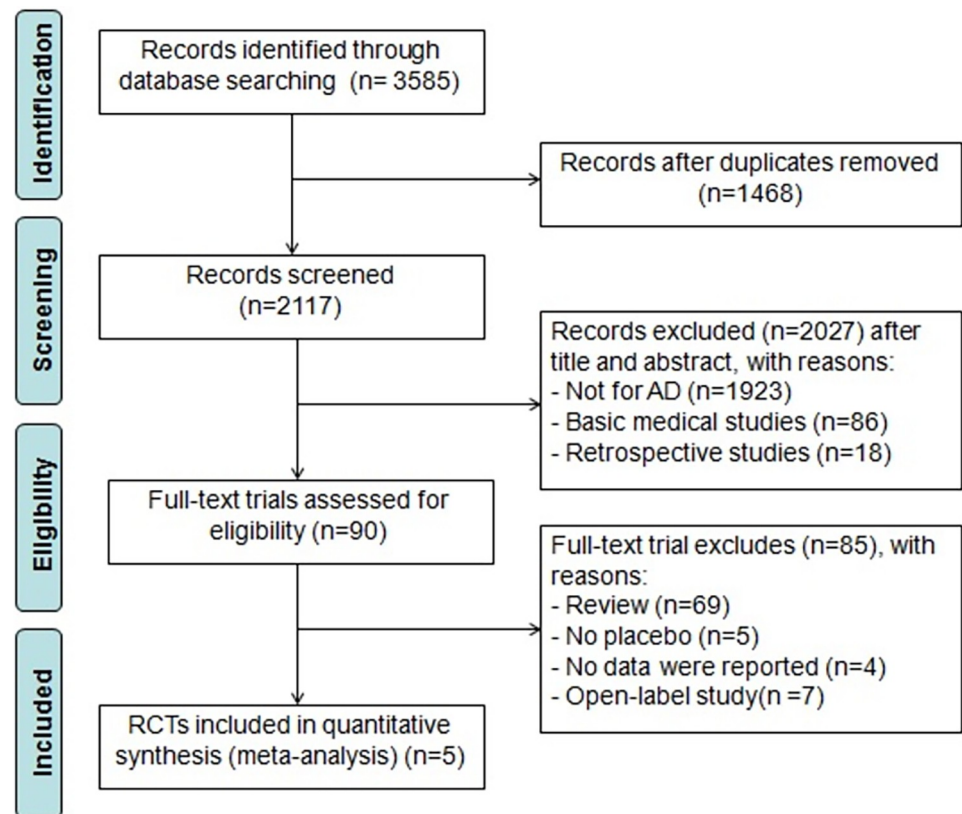 Identification
Records identified through
database searching (n= 3585)
Records after duplicates removed
(n=1468)
Screening
Records screened
(n=2117)
Records excluded (n=2027) after
title and abstract, with reasons:
- Not for AD (n=1923)
- Basic medical studies (n=86)
- Retrospective studies (n=18)
Eligibility
Full-text trials assessed for
eligibility (n=90)
Full-text trial excludes (n=85), with
reasons:
- Review (n=69)
- No placebo (n=5)
- No data were reported (n=4)
- Open-label study(n =7)
Included
RCTs included in quantitative
synthesis (meta-analysis) (n=5)